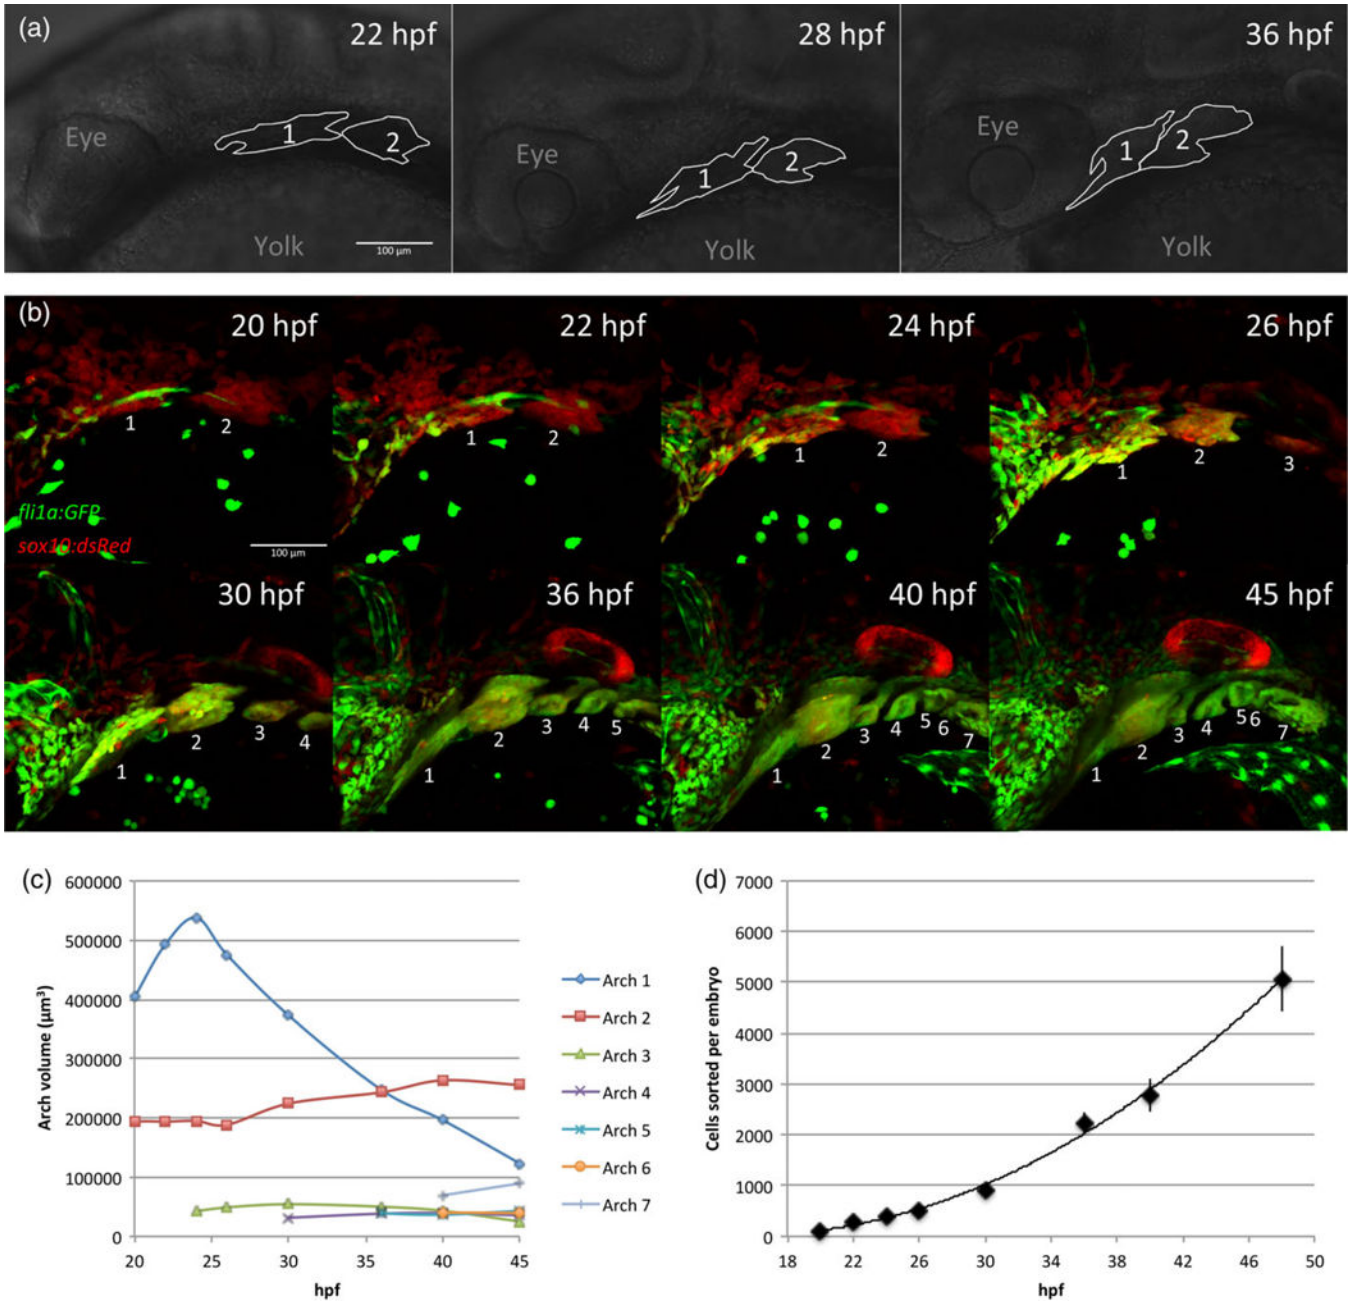 (a)
22 hpf
28 hpf
36 hpf
Eye
1
2
Yolk
100 µm
Eye
1
2
Yolk
Eye
1
2
Yolk
(b)
20 hpf
22 hpf
24 hpf
26 hpf
1
2
1
2
1
2
1
2
3
fli1a:GFP
sox10:dsRed
100 µm
30 hpf
36 hpf
40 hpf
45 hpf
1
2
3
4
1
2
3
4
5
1
2
3
4
5
6
7
1
2
3
4
5
6
7
(c)
600000
500000
400000
300000
200000
100000
0
20
25
30
35
40
45
Arch volume (µm³)
hpf
Arch 1
Arch 2
Arch 3
Arch 4
Arch 5
Arch 6
Arch 7
(d)
7000
6000
5000
4000
3000
2000
1000
0
18
22
26
30
34
38
42
46
50
Cells sorted per embryo
hpf